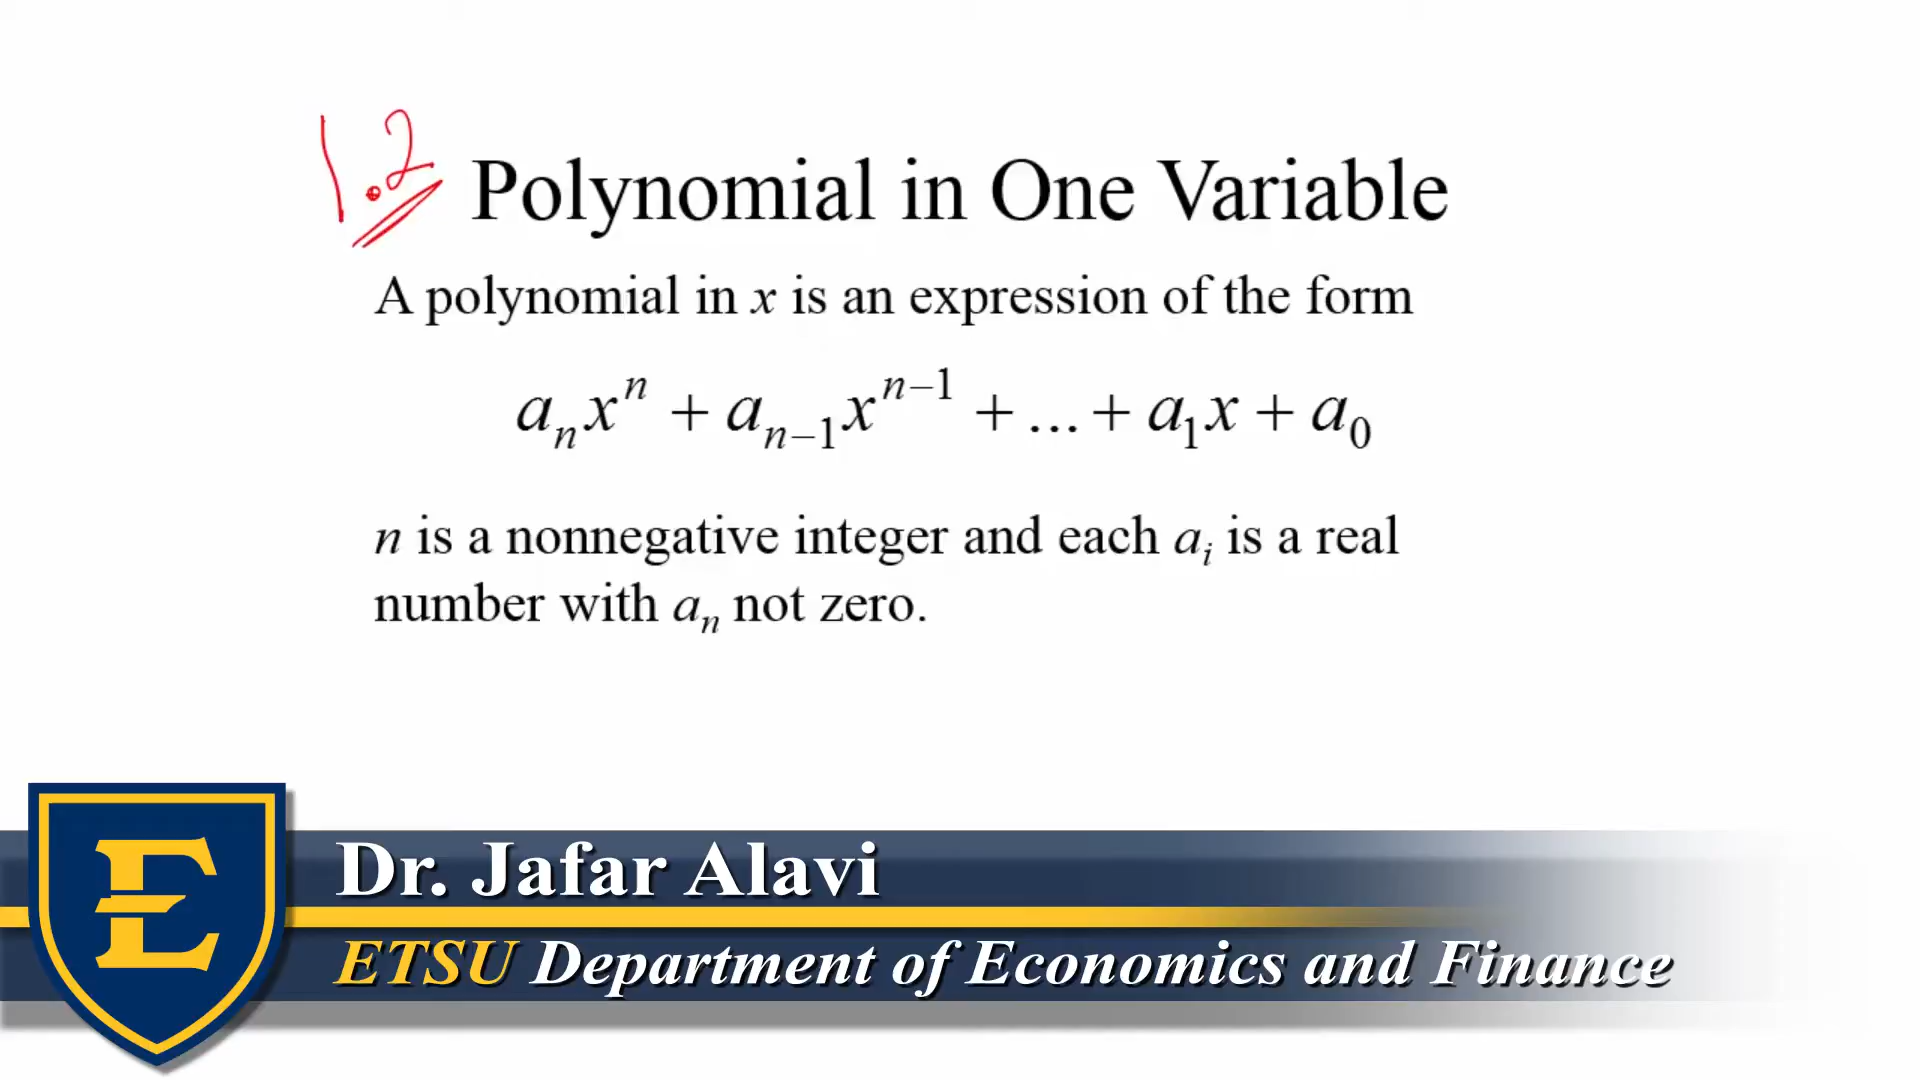 1.2 Polynomial in One Variable
A polynomial in x is an expression of the form
aₙxⁿ + aₙ₋₁xⁿ⁻¹ + ... + a₁x + a₀
n is a nonnegative integer and each aᵢ is a real
number with aₙ not zero.
E
Dr. Jafar Alavi
ETSU Department of Economics and Finance